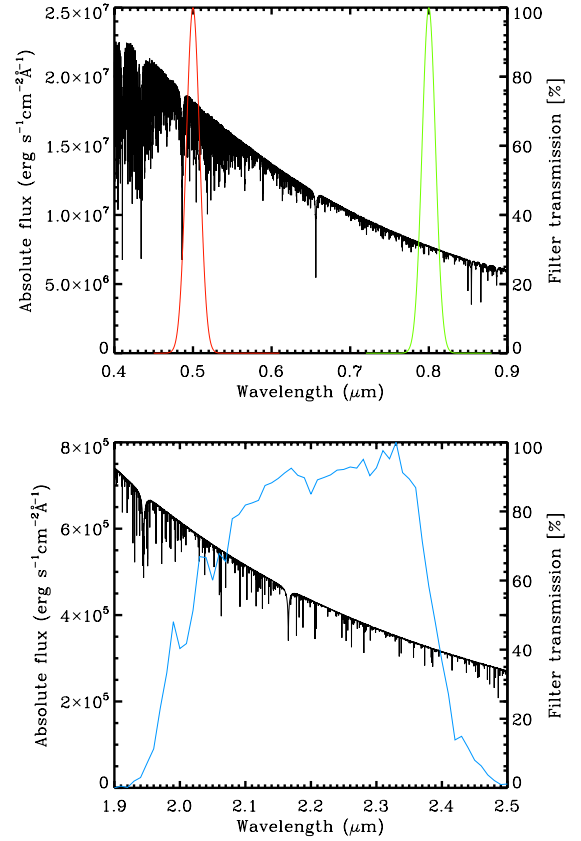 2.5×10⁷
2.0×10⁷
1.5×10⁷
1.0×10⁷
5.0×10⁶
0
Absolute flux (erg s⁻¹cm⁻²Å⁻¹)
100
80
60
40
20
0
Filter transmission [%]
0.4 0.5 0.6 0.7 0.8 0.9
Wavelength (μm)
8×10⁵
6×10⁵
4×10⁵
2×10⁵
0
Absolute flux (erg s⁻¹cm⁻²Å⁻¹)
100
80
60
40
20
0
Filter transmission [%]
1.9 2.0 2.1 2.2 2.3 2.4 2.5
Wavelength (μm)